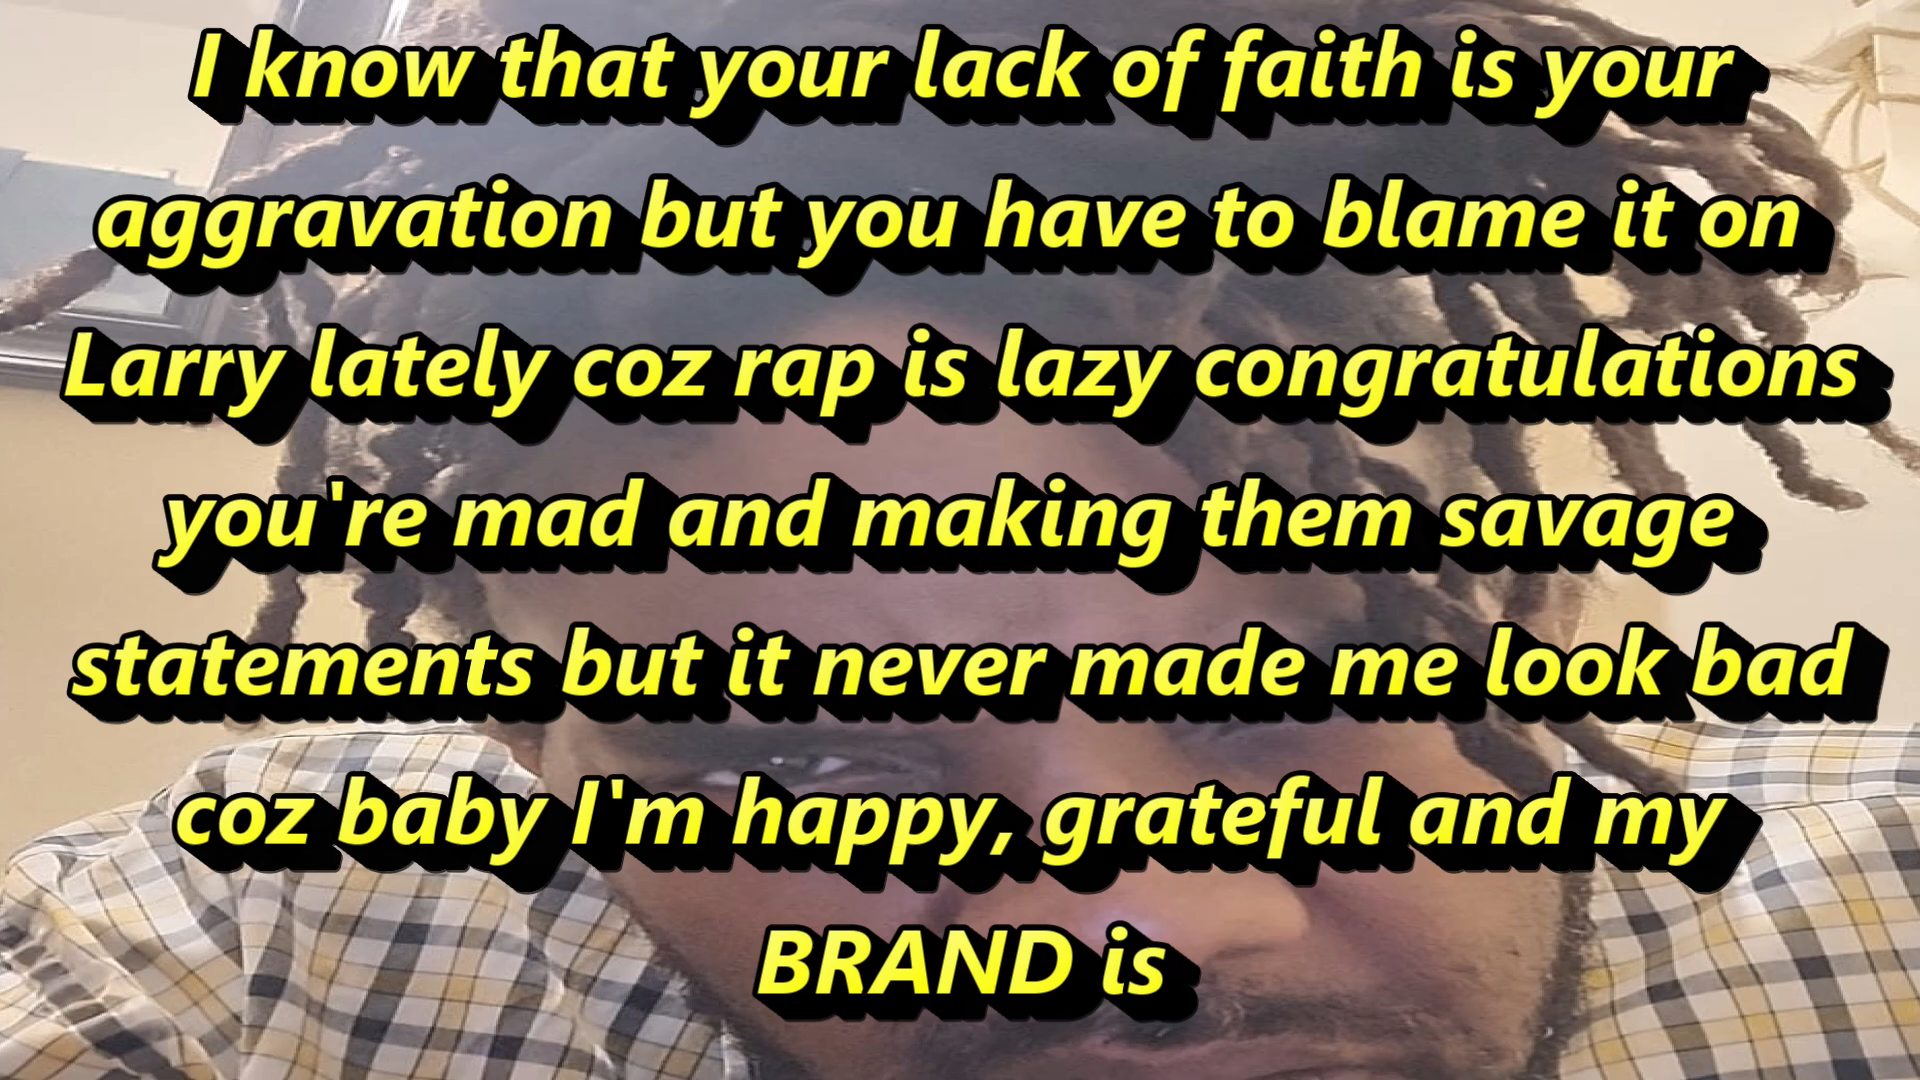 I know that your lack of faith is your
aggravation but you have to blame it on
Larry lately coz rap is lazy congratulations
you're mad and making them savage
statements but it never made me look bad
coz baby I'm happy, grateful and my
BRAND is